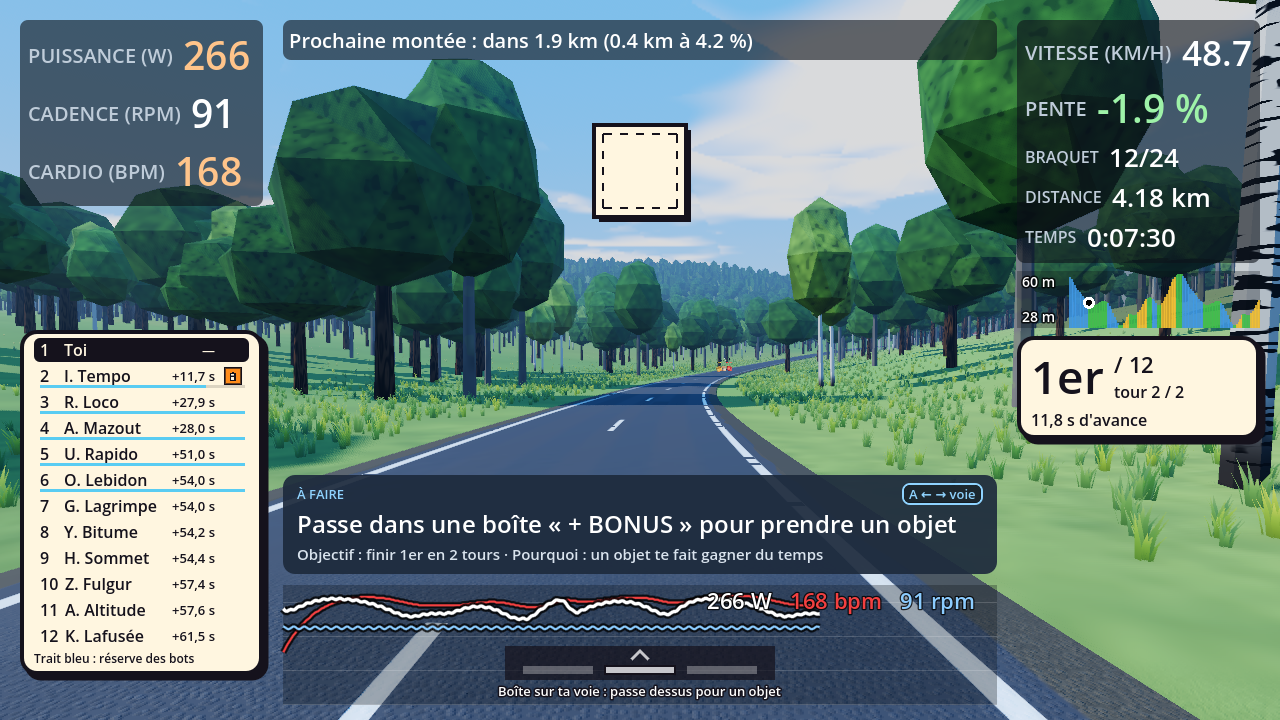 PUISSANCE (W) 266
CADENCE (RPM) 91
CARDIO (BPM) 168
Prochaine montée : dans 1.9 km (0.4 km à 4.2 %)
VITESSE (KM/H) 48.7
PENTE -1.9 %
BRAQUET 12/24
DISTANCE 4.18 km
TEMPS 0:07:30
60 m
28 m
1er / 12
tour 2 / 2
11,8 s d'avance
1 Toi —
2 I. Tempo +11,7 s
3 R. Loco +27,9 s
4 A. Mazout +28,0 s
5 U. Rapido +51,0 s
6 O. Lebidon +54,0 s
7 G. Lagrimpe +54,0 s
8 Y. Bitume +54,2 s
9 H. Sommet +54,4 s
10 Z. Fulgur +57,4 s
11 A. Altitude +57,6 s
12 K. Lafusée +61,5 s
Trait bleu : réserve des bots
À FAIRE
A ← → voie
Passe dans une boîte « + BONUS » pour prendre un objet
Objectif : finir 1er en 2 tours · Pourquoi : un objet te fait gagner du temps
266 W 168 bpm 91 rpm
Boîte sur ta voie : passe dessus pour un objet